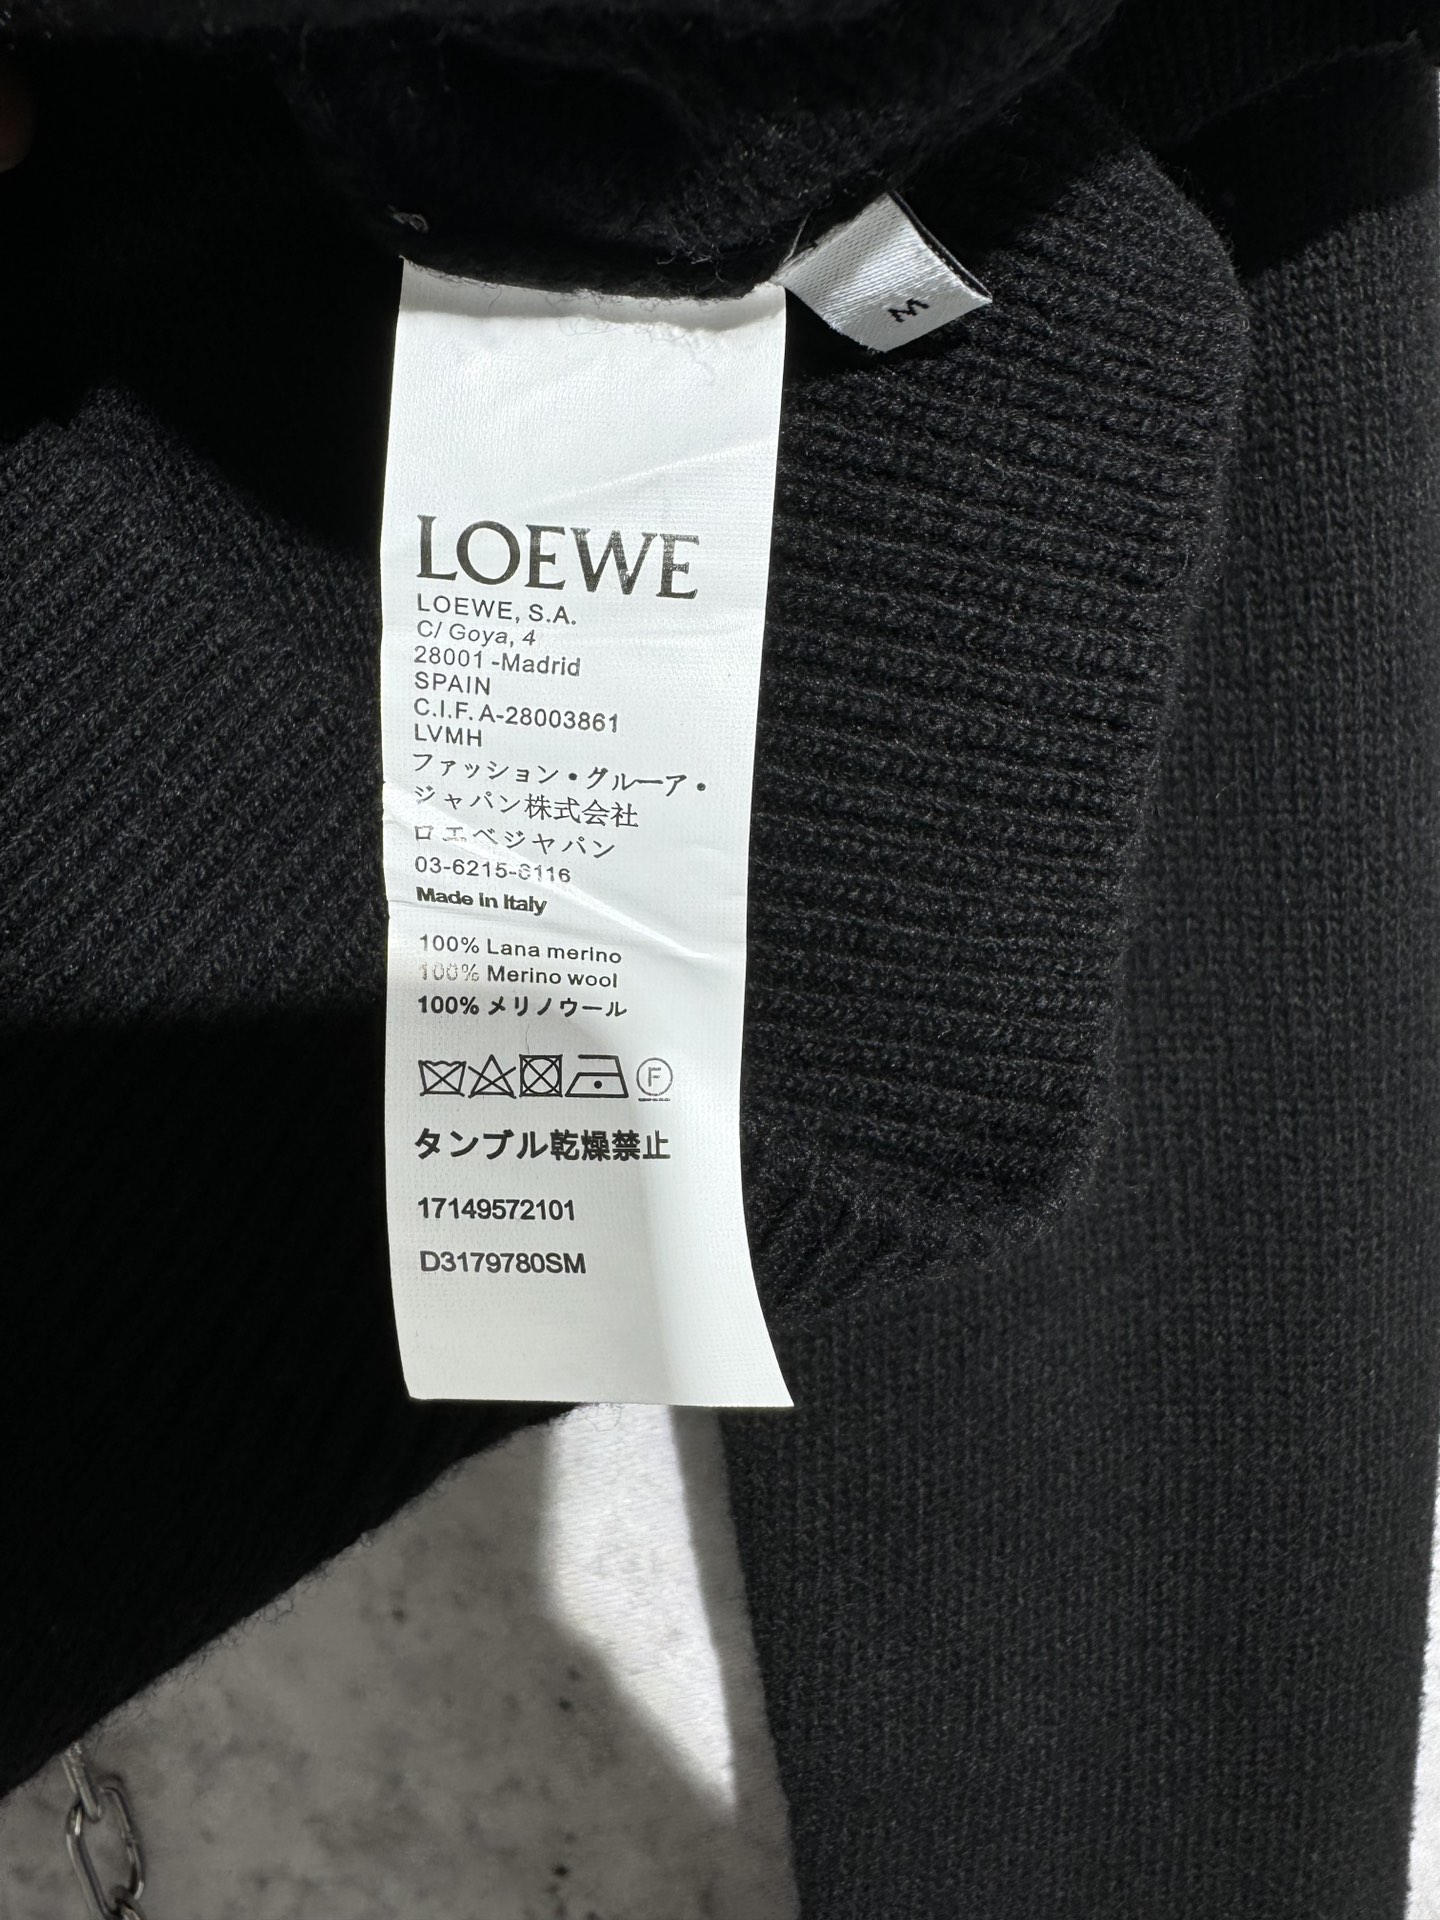 M
LOEWE
LOEWE, S.A.
C/ Goya, 4
28001 -Madrid
SPAIN
C.I.F. A-28003861
LVMH
ファッション・グルーア・
ジャパン株式会社
ロエベジヤパン
03-6215-6116
Made in Italy
100% Lana merino
100% Merino wool
100% メリノウール
F
タンブル乾燥禁止
17149572101
D3179780SM